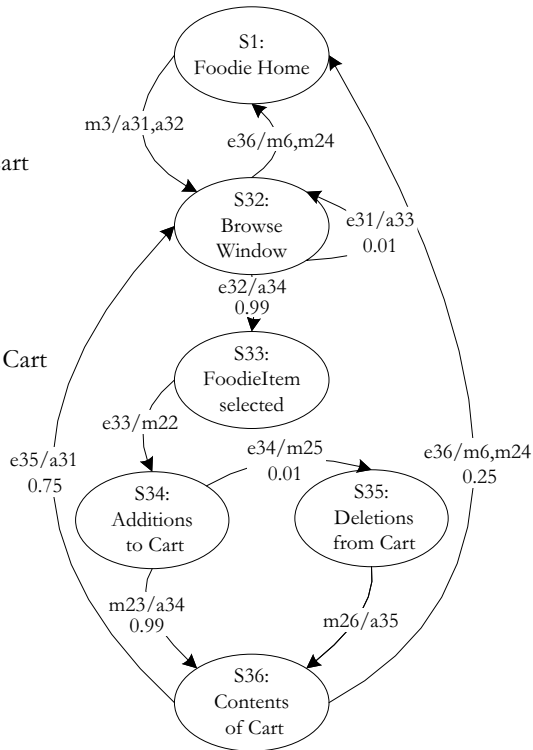 S1:
Foodie Home
m3/a31,a32
e36/m6,m24
art
S32:
Browse
Window
e31/a33
0.01
e32/a34
0.99
Cart
S33:
FoodieItem
selected
e33/m22
e34/m25
0.01
e35/a31
0.75
e36/m6,m24
0.25
S34:
Additions
to Cart
S35:
Deletions
from Cart
m23/a34
0.99
m26/a35
S36:
Contents
of Cart